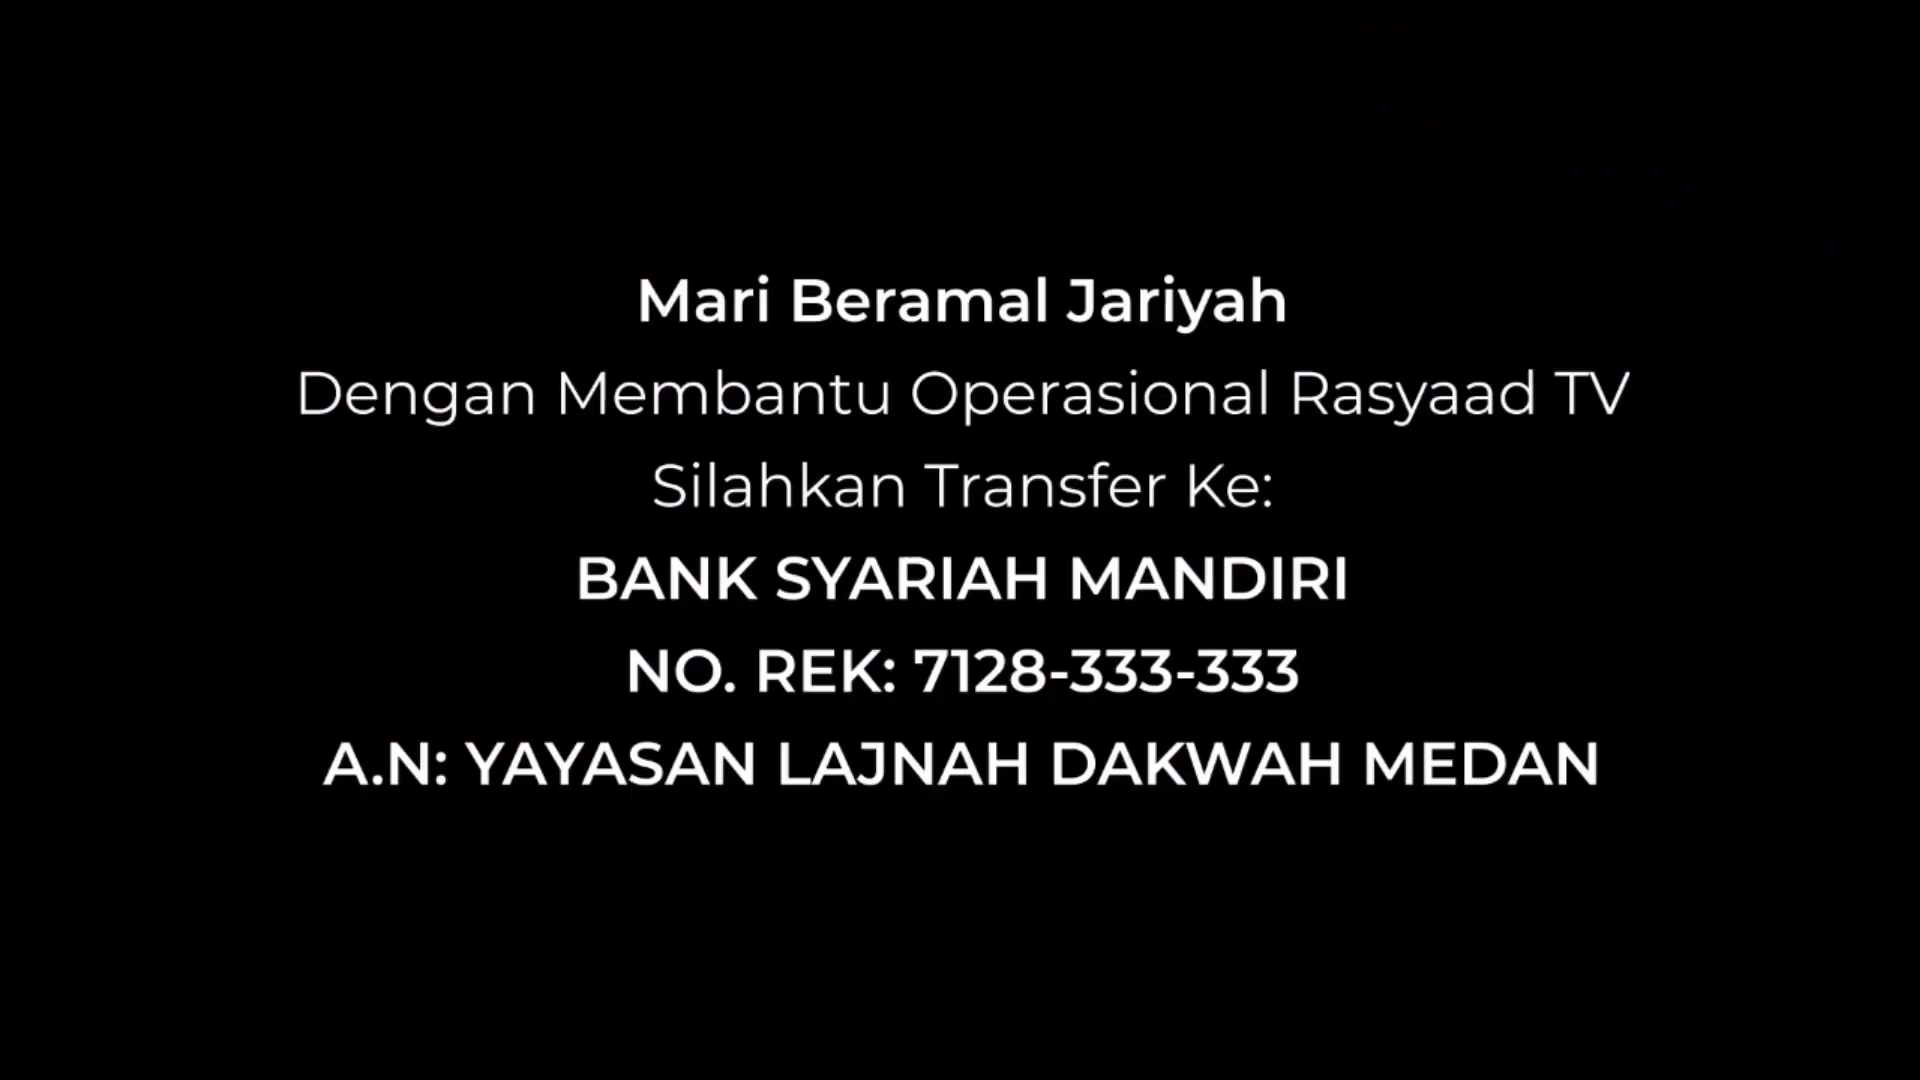 Mari Beramal Jariyah
Dengan Membantu Operasional Rasyaad TV
Silahkan Transfer Ke:
BANK SYARIAH MANDIRI
NO. REK: 7128-333-333
A.N: YAYASAN LAJNAH DAKWAH MEDAN